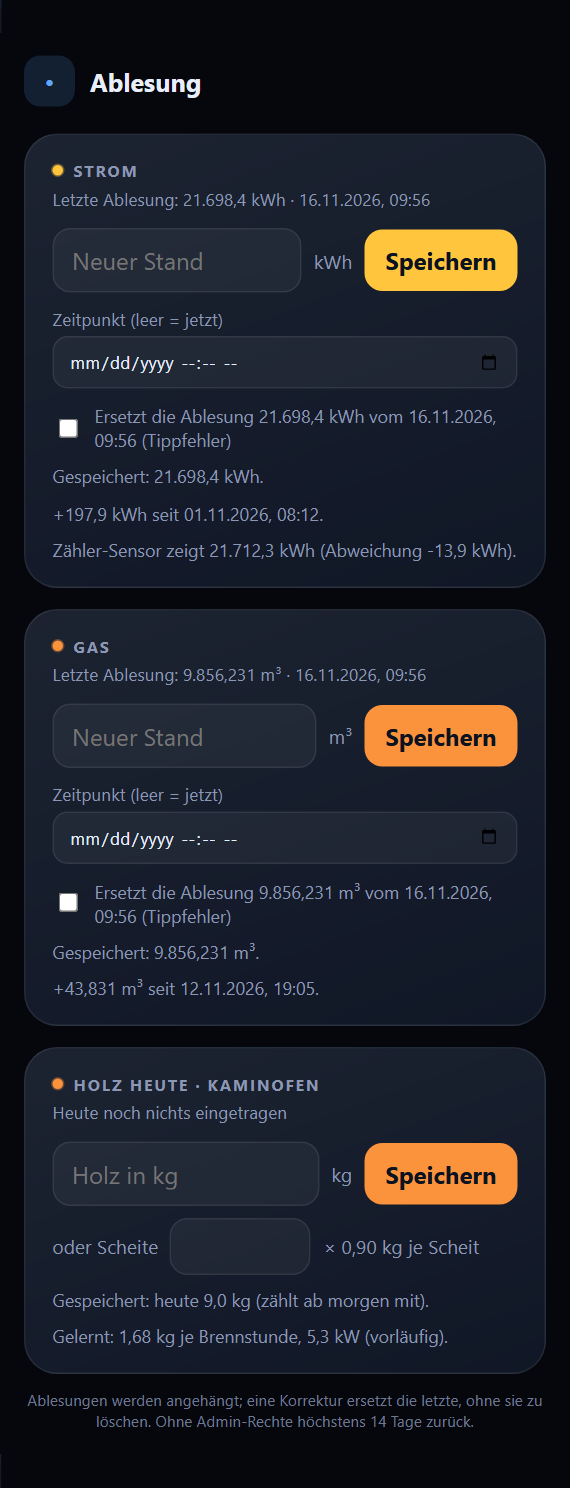 Ablesung
STROM
Letzte Ablesung: 21.698,4 kWh · 16.11.2026, 09:56
Neuer Stand kWh Speichern
Zeitpunkt (leer = jetzt)
mm/dd/yyyy --:-- --
Ersetzt die Ablesung 21.698,4 kWh vom 16.11.2026,
09:56 (Tippfehler)
Gespeichert: 21.698,4 kWh.
+197,9 kWh seit 01.11.2026, 08:12.
Zähler-Sensor zeigt 21.712,3 kWh (Abweichung -13,9 kWh).
GAS
Letzte Ablesung: 9.856,231 m³ · 16.11.2026, 09:56
Neuer Stand m³ Speichern
Zeitpunkt (leer = jetzt)
mm/dd/yyyy --:-- --
Ersetzt die Ablesung 9.856,231 m³ vom 16.11.2026,
09:56 (Tippfehler)
Gespeichert: 9.856,231 m³.
+43,831 m³ seit 12.11.2026, 19:05.
HOLZ HEUTE · KAMINOFEN
Heute noch nichts eingetragen
Holz in kg kg Speichern
oder Scheite × 0,90 kg je Scheit
Gespeichert: heute 9,0 kg (zählt ab morgen mit).
Gelernt: 1,68 kg je Brennstunde, 5,3 kW (vorläufig).
Ablesungen werden angehängt; eine Korrektur ersetzt die letzte, ohne sie zu
löschen. Ohne Admin-Rechte höchstens 14 Tage zurück.